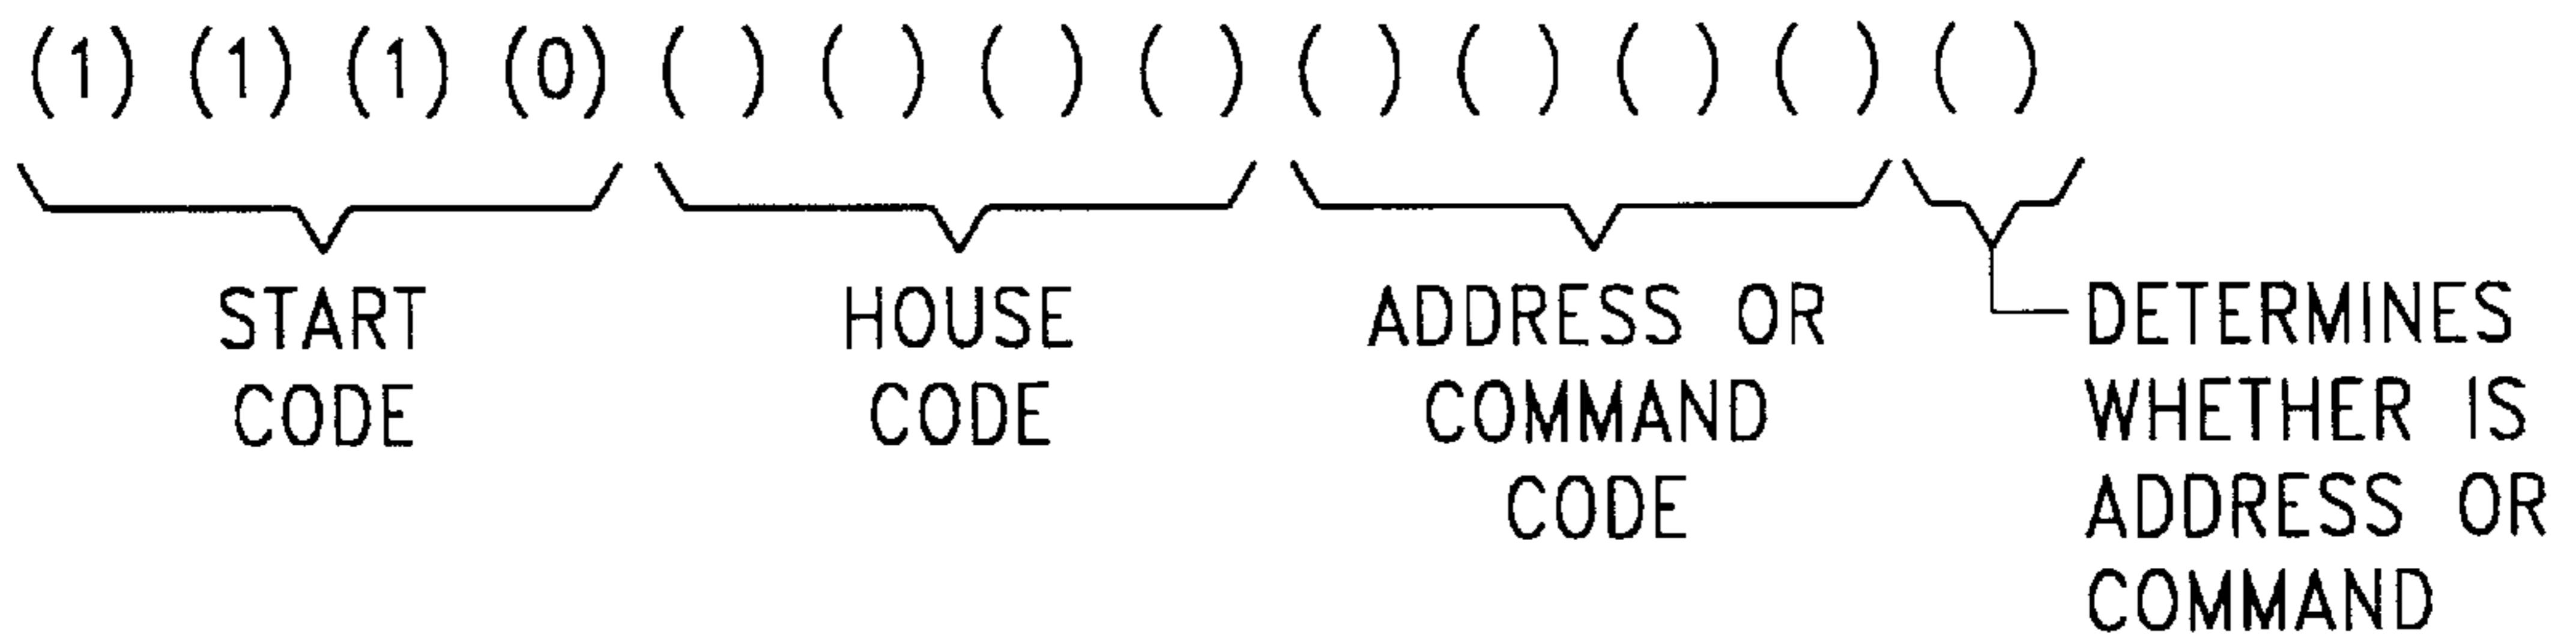 (1) (1) (1) (0) ( ) ( ) ( ) ( ) ( ) ( ) ( ) ( ) ( )
START
CODE
HOUSE
CODE
ADDRESS OR
COMMAND
CODE
DETERMINES
WHETHER IS
ADDRESS OR
COMMAND